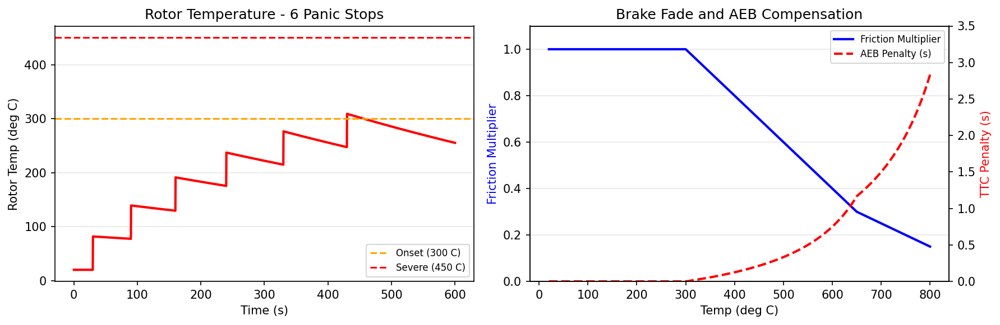 Rotor Temperature - 6 Panic Stops
Rotor Temp (deg C)
400
300
200
100
0
0 100 200 300 400 500 600
Time (s)
Onset (300 C)
Severe (450 C)
Brake Fade and AEB Compensation
Friction Multiplier
1.0
0.8
0.6
0.4
0.2
0.0
0 100 200 300 400 500 600 700 800
Temp (deg C)
Friction Multiplier
AEB Penalty (s)
3.5
3.0
2.5
2.0
1.5
1.0
0.5
0.0
TTC Penalty (s)